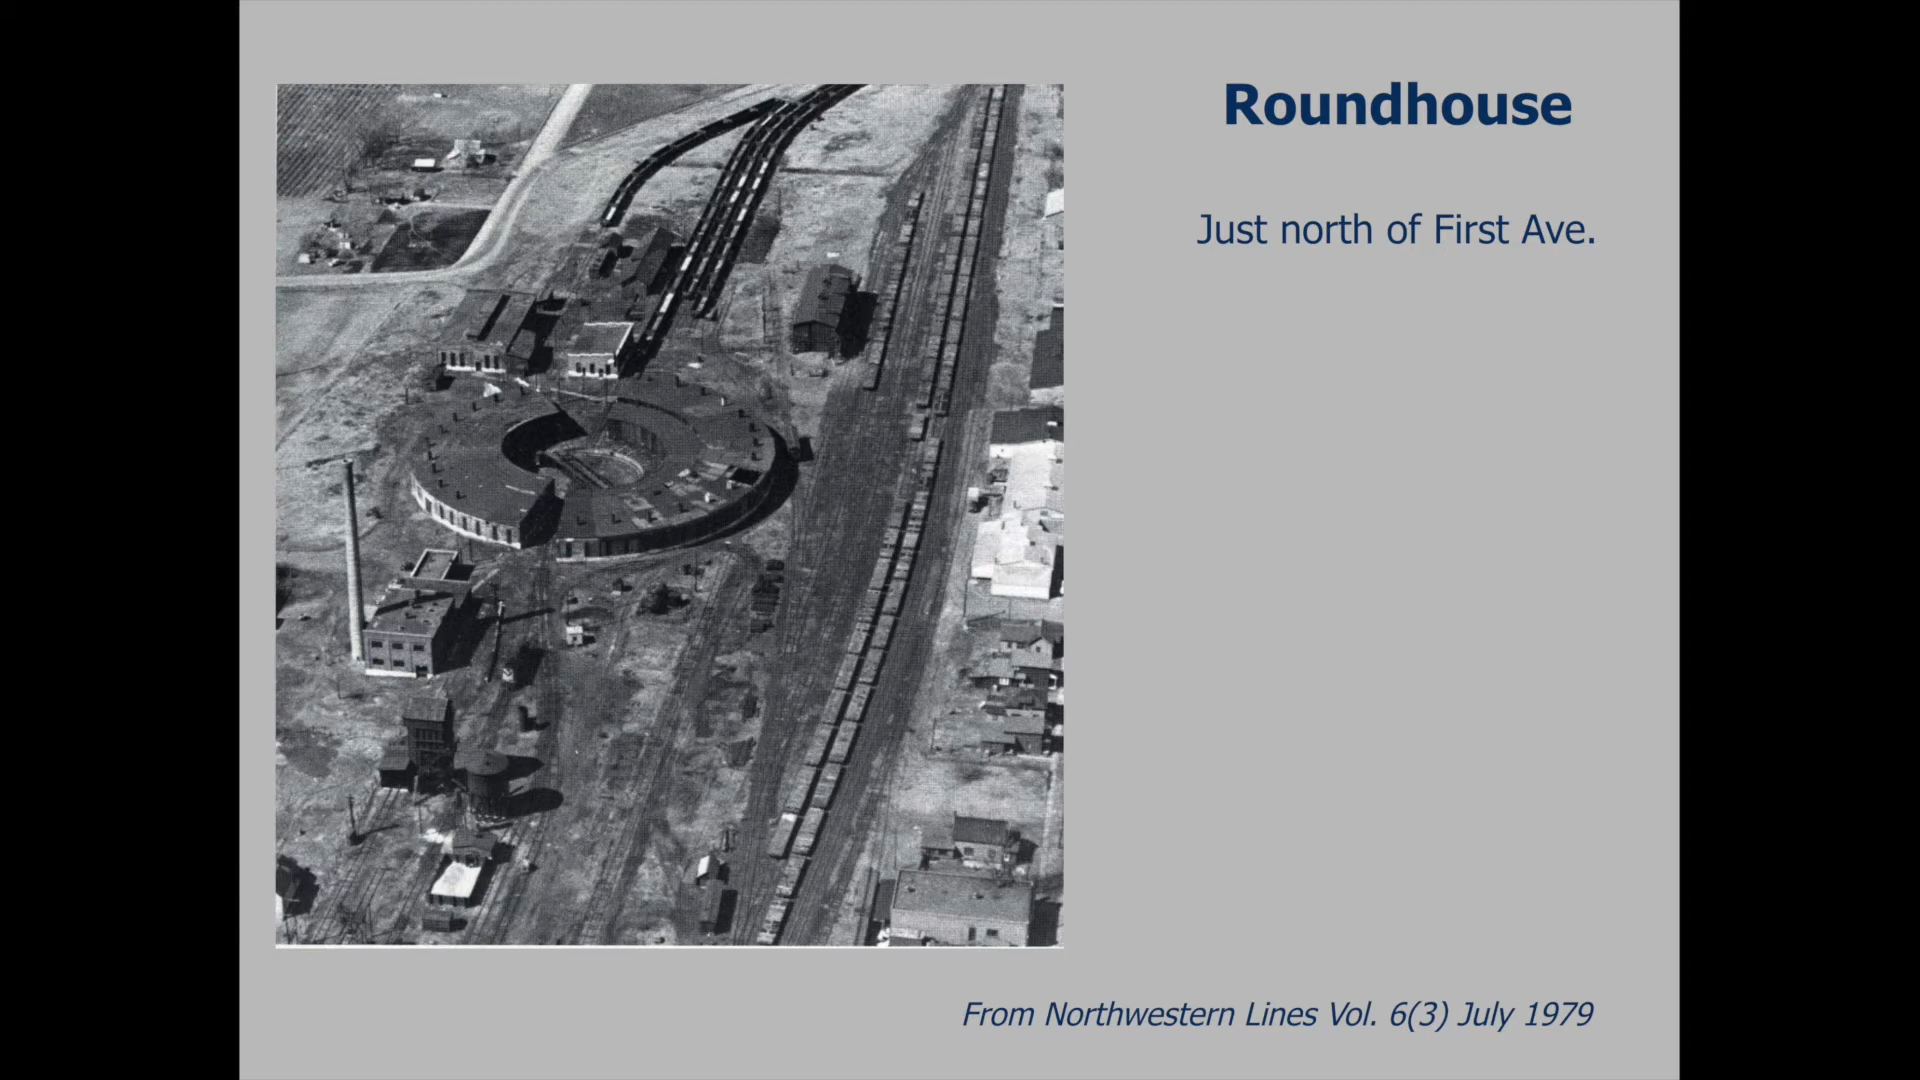 Roundhouse
Just north of First Ave.
From Northwestern Lines Vol. 6(3) July 1979